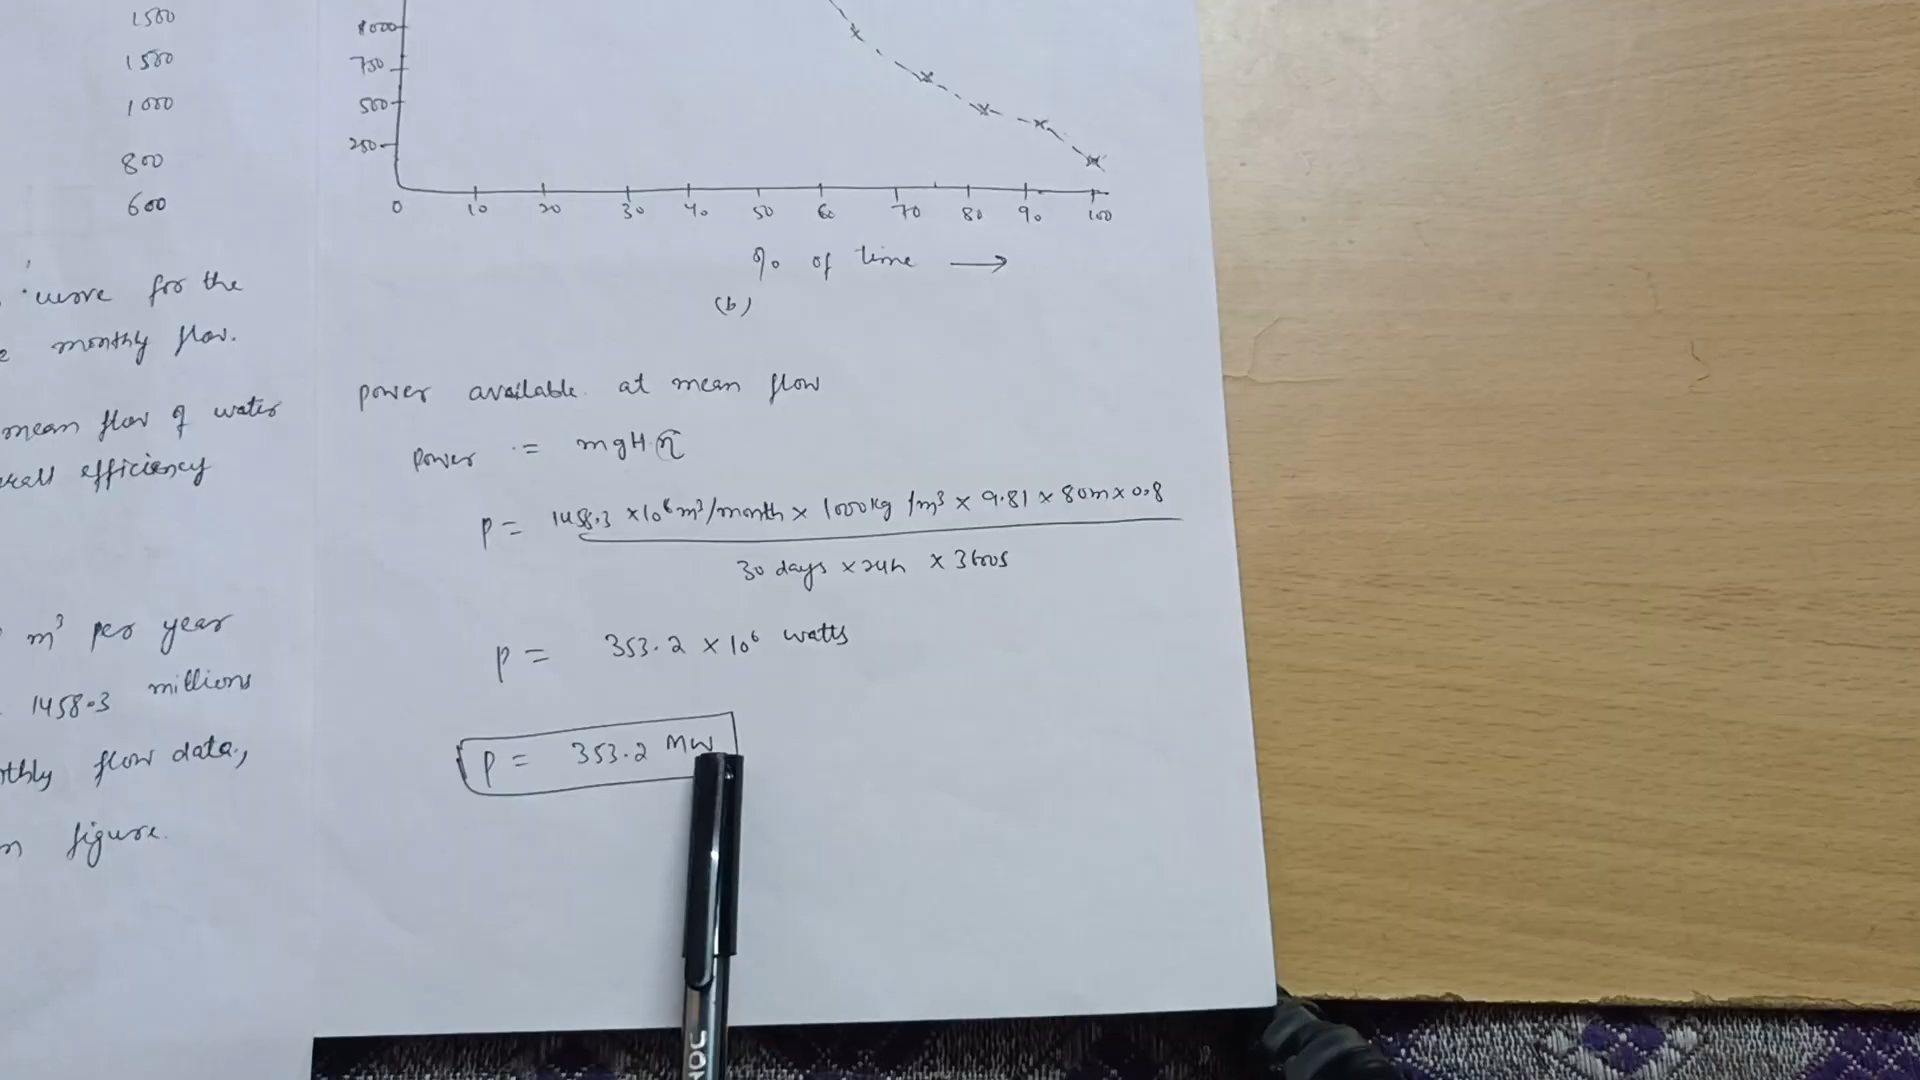 1500
1500
1000
800
600
curve for the
monthly flow.
mean flow of water
efficiency
m³ per year
1458.3 millions
flow data,
figure.
1000
750
500
250
0 10 20 30 40 50 60 70 80 90 100
% of time →
(b)
power available at mean flow
Power = mgH η
P = 1458.3 × 10⁶ m³/month × 1000 kg/m³ × 9.81 × 80m × 0.8
30 days × 24h × 3600s
P = 353.2 × 10⁶ watts
P = 353.2 MW